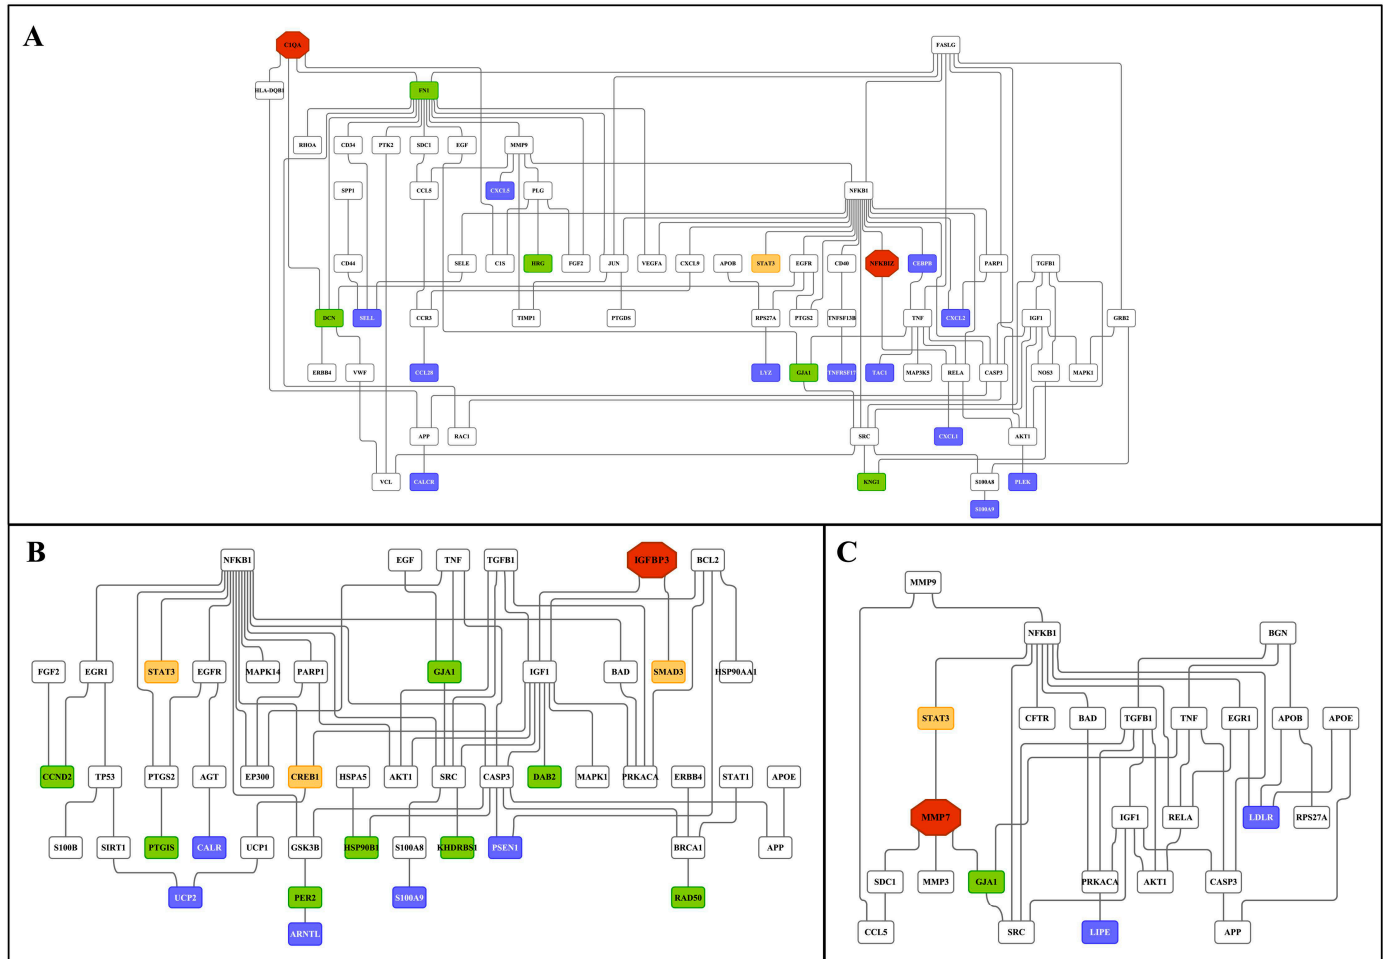 A
C1QA FASLG
HLA-DQB1 FN1
RHOA CD34 PTK2 SDC1 EGF MMP9
SPP1 CCL5 CXCL5 PLG NFKB1
CD44 SELE C1S HRG FGF2 JUN VEGFA CXCL9 APOB STAT3 EGFR CD40 NFKBIZ CEBPB PARP1 TGFB1
DCN SELL CCR3 TIMP1 PTGDS RPS27A PTGS2 TNFSF13B TNF CXCL2 IGF1 GRB2
ERBB4 VWF CCL28 LYZ GJA1 TNFRSF17 TAC1 MAP3K5 RELA CASP3 NOS3 MAPK1
APP RAC1 SRC CXCL1 AKT1
VCL CALCR KNG1 S100A8 PLEK
S100A9
B
NFKB1 EGF TNF TGFB1 IGFBP3 BCL2
FGF2 EGR1 STAT3 EGFR MAPK14 PARP1 GJA1 IGF1 BAD SMAD3 HSP90AA1
CCND2 TP53 PTGS2 AGT EP300 CREB1 HSPA5 AKT1 SRC CASP3 DAB2 MAPK1 PRKACA ERBB4 STAT1 APOE
S100B SIRT1 PTGIS CALR UCP1 GSK3B HSP90B1 S100A8 KHDRBS1 PSEN1 BRCA1 APP
UCP2 PER2 S100A9 RAD50
ARNTL
C
MMP9
NFKB1 BGN
STAT3 CFTR BAD TGFB1 TNF EGR1 APOB APOE
MMP7 IGF1 RELA LDLR RPS27A
SDC1 MMP3 GJA1 PRKACA AKT1 CASP3
CCL5 SRC LIPE APP